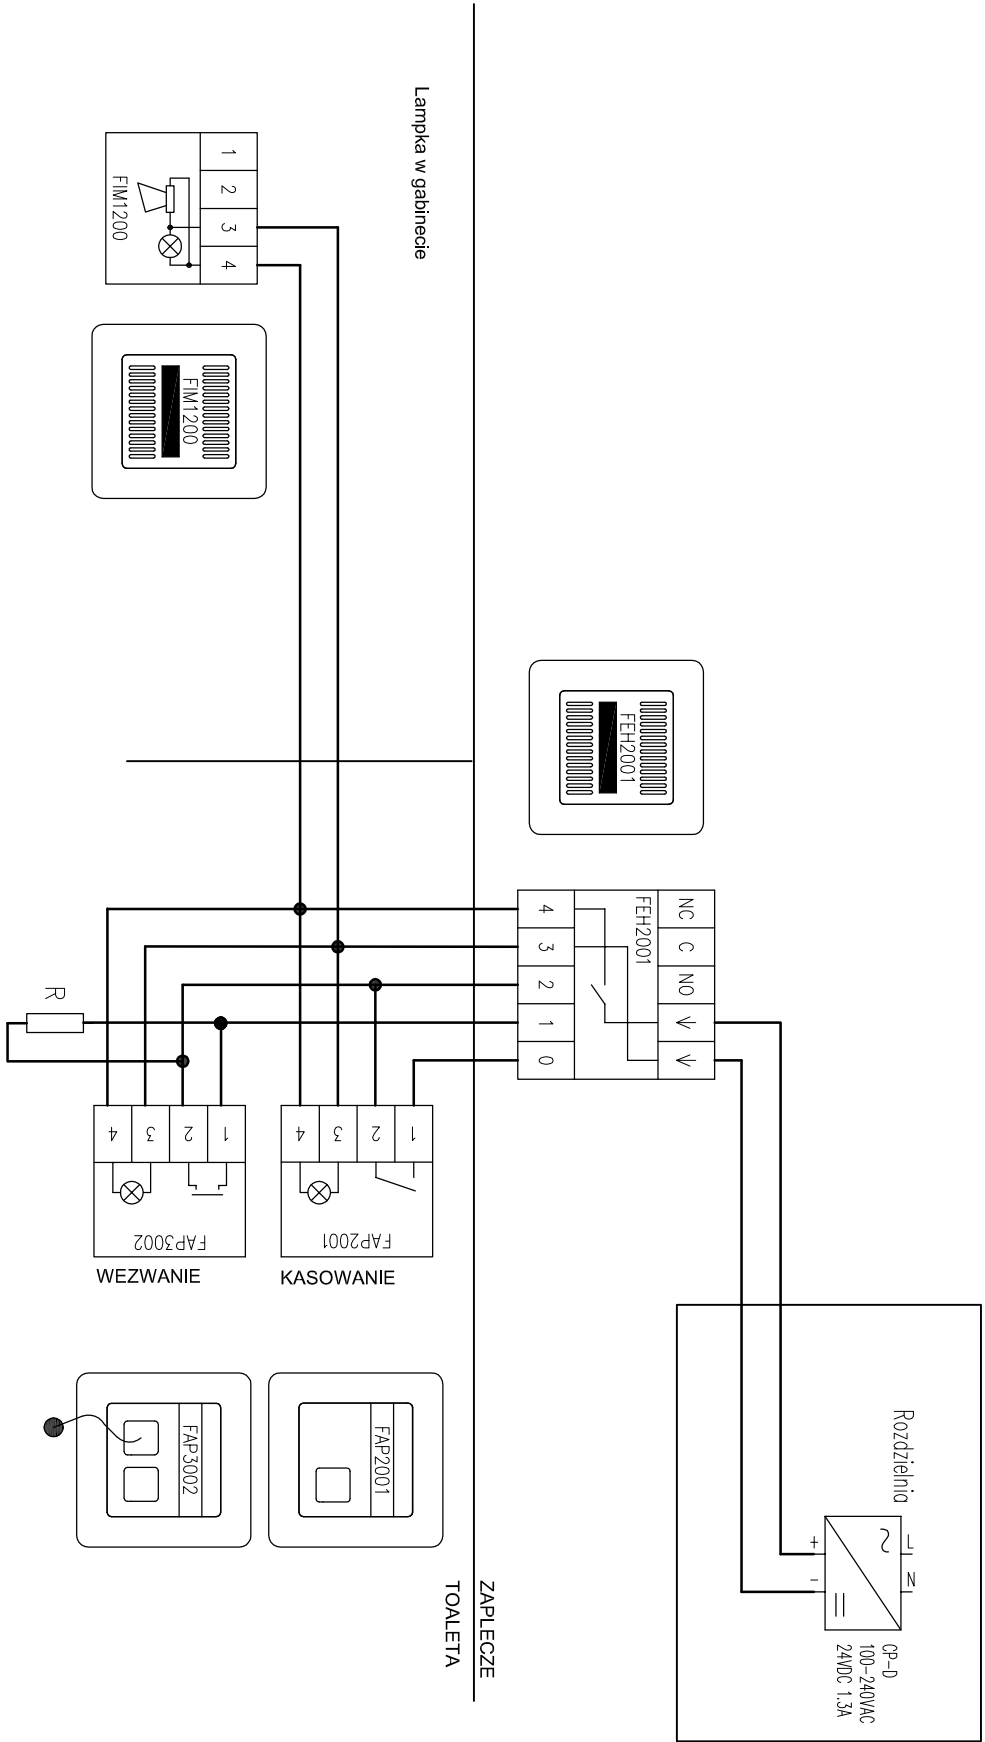 Lampka w gabinecie
1
2
3
4
FIM1200
FIM1200
FEH2001
NC
C
NO
FEH2001
4
3
2
1
0
R
4
3
2
1
FAP3002
WEZWANIE
4
3
2
1
FAP2001
KASOWANIE
FAP3002
FAP2001
ZAPLECZE
TOALETA
Rozdzielnia
L
N
+
-
CP-D
100-240VAC
24VDC 1.3A